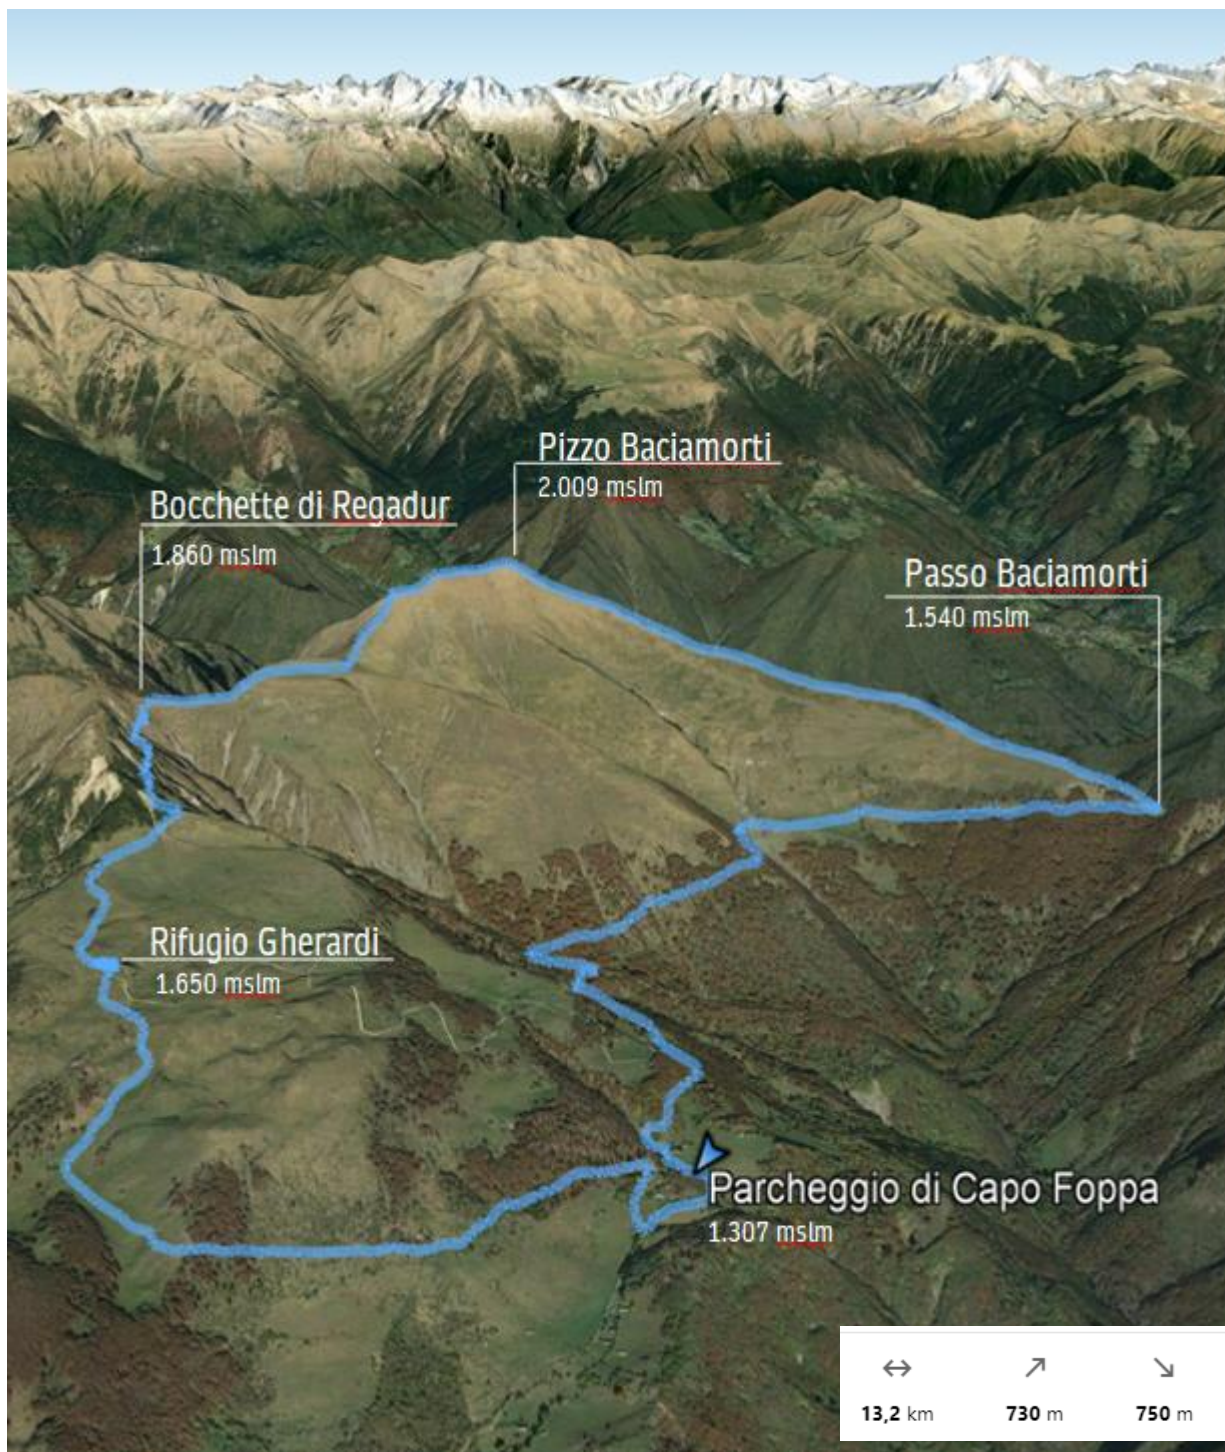 Pizzo Baciamorti
2.009 mslm
Bocchette di Regadur
1.860 mslm
Passo Baciamorti
1.540 mslm
Rifugio Gherardi
1.650 mslm
Parcheggio di Capo Foppa
1.307 mslm
13,2 km 730 m 750 m